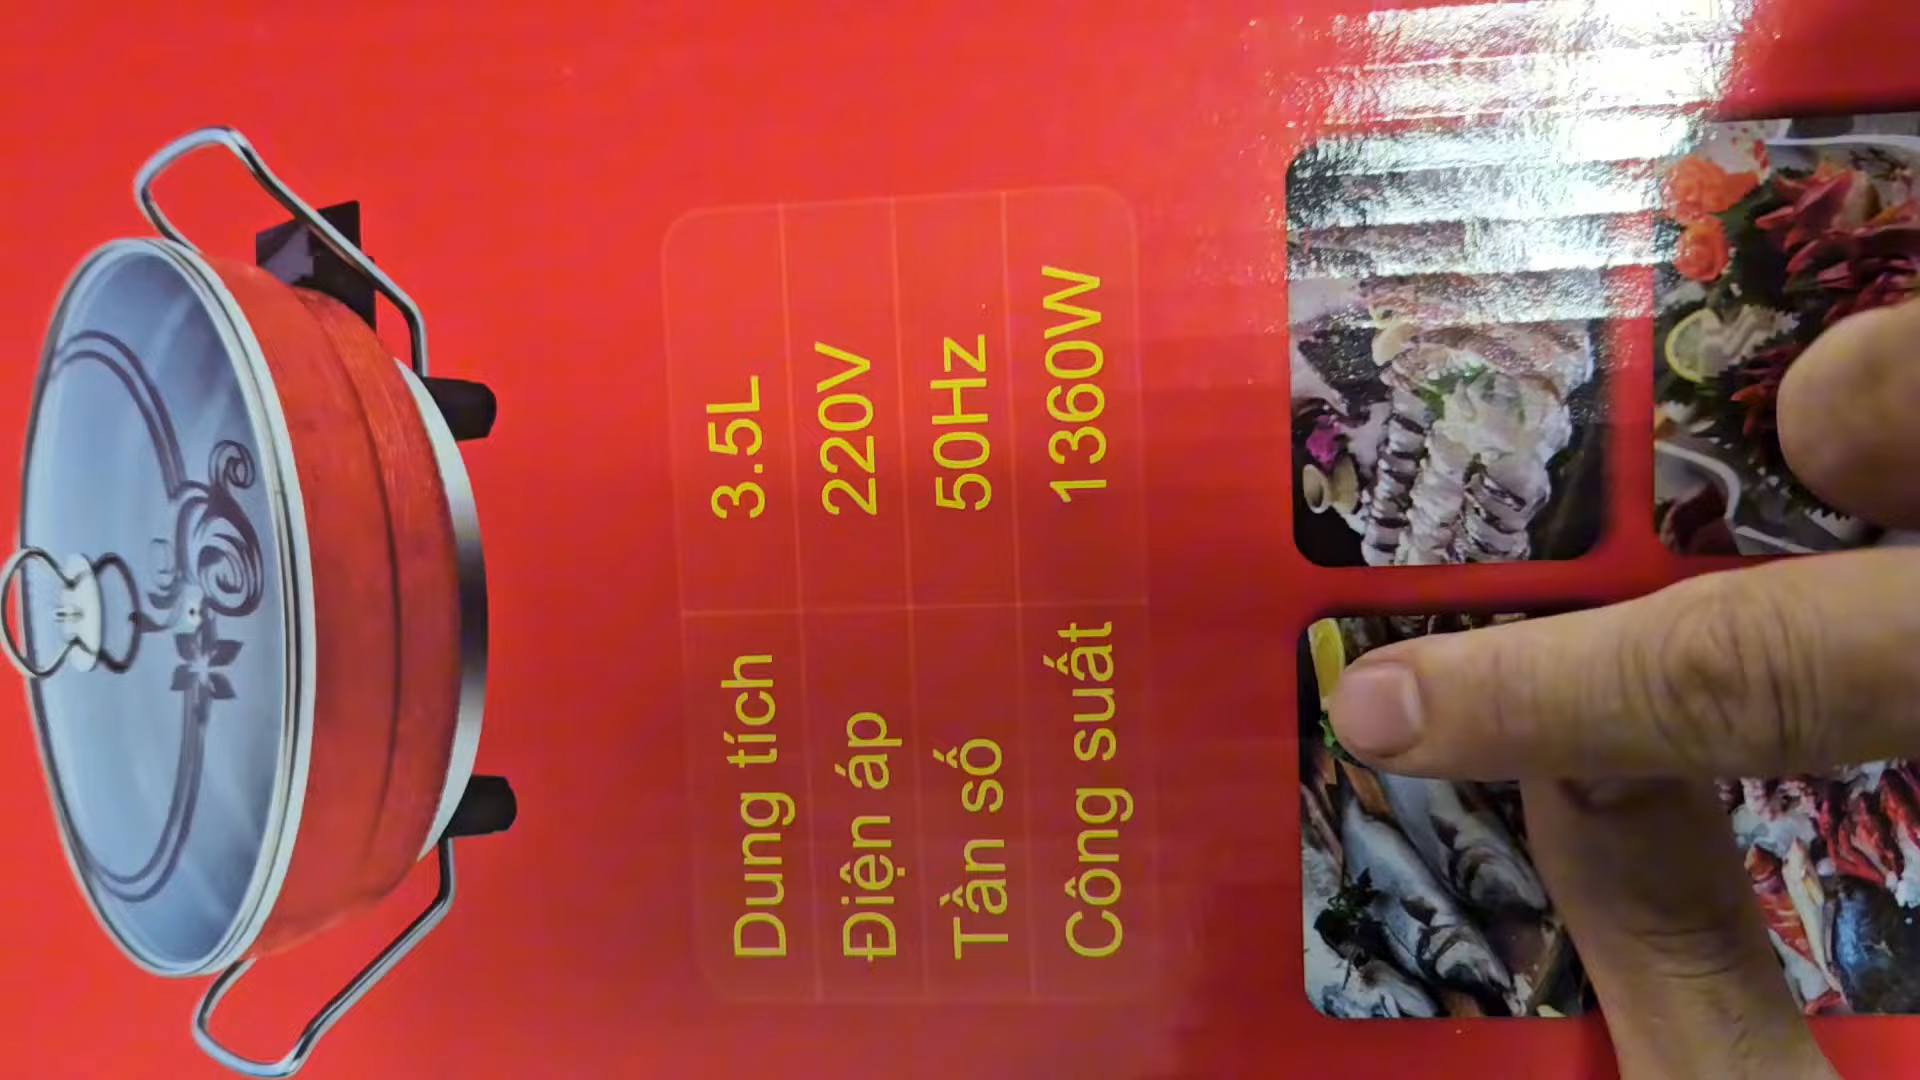 Dung tích 3.5L
Điện áp 220V
Tần số 50Hz
Công suất 1360W